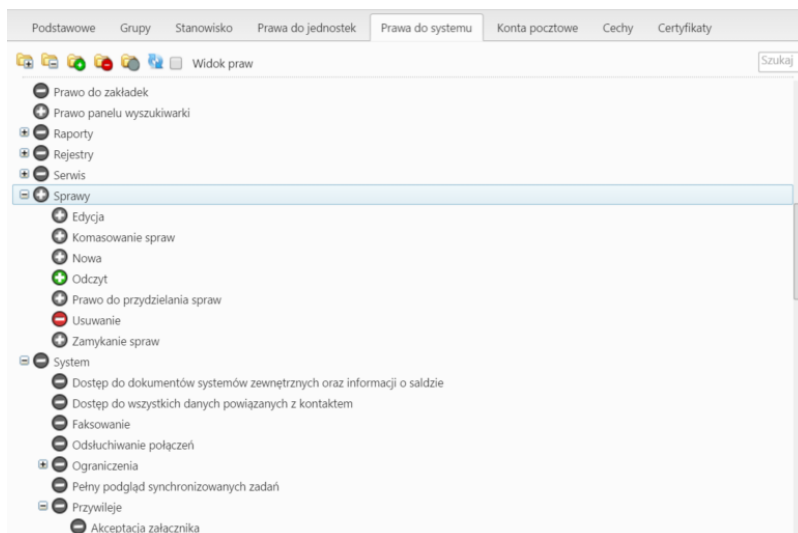 Podstawowe Grupy Stanowisko Prawa do jednostek Prawa do systemu Konta pocztowe Cechy Certyfikaty
Widok praw Szukaj
Prawo do zakładek
Prawo panelu wyszukiwarki
Raporty
Rejestry
Serwis
Sprawy
Edycja
Komasowanie spraw
Nowa
Odczyt
Prawo do przydzielania spraw
Usuwanie
Zamykanie spraw
System
Dostęp do dokumentów systemów zewnętrznych oraz informacji o saldzie
Dostęp do wszystkich danych powiązanych z kontaktem
Faksowanie
Odsłuchiwanie połączeń
Ograniczenia
Pełny podgląd synchronizowanych zadań
Przywileje
Akceptacja załącznika